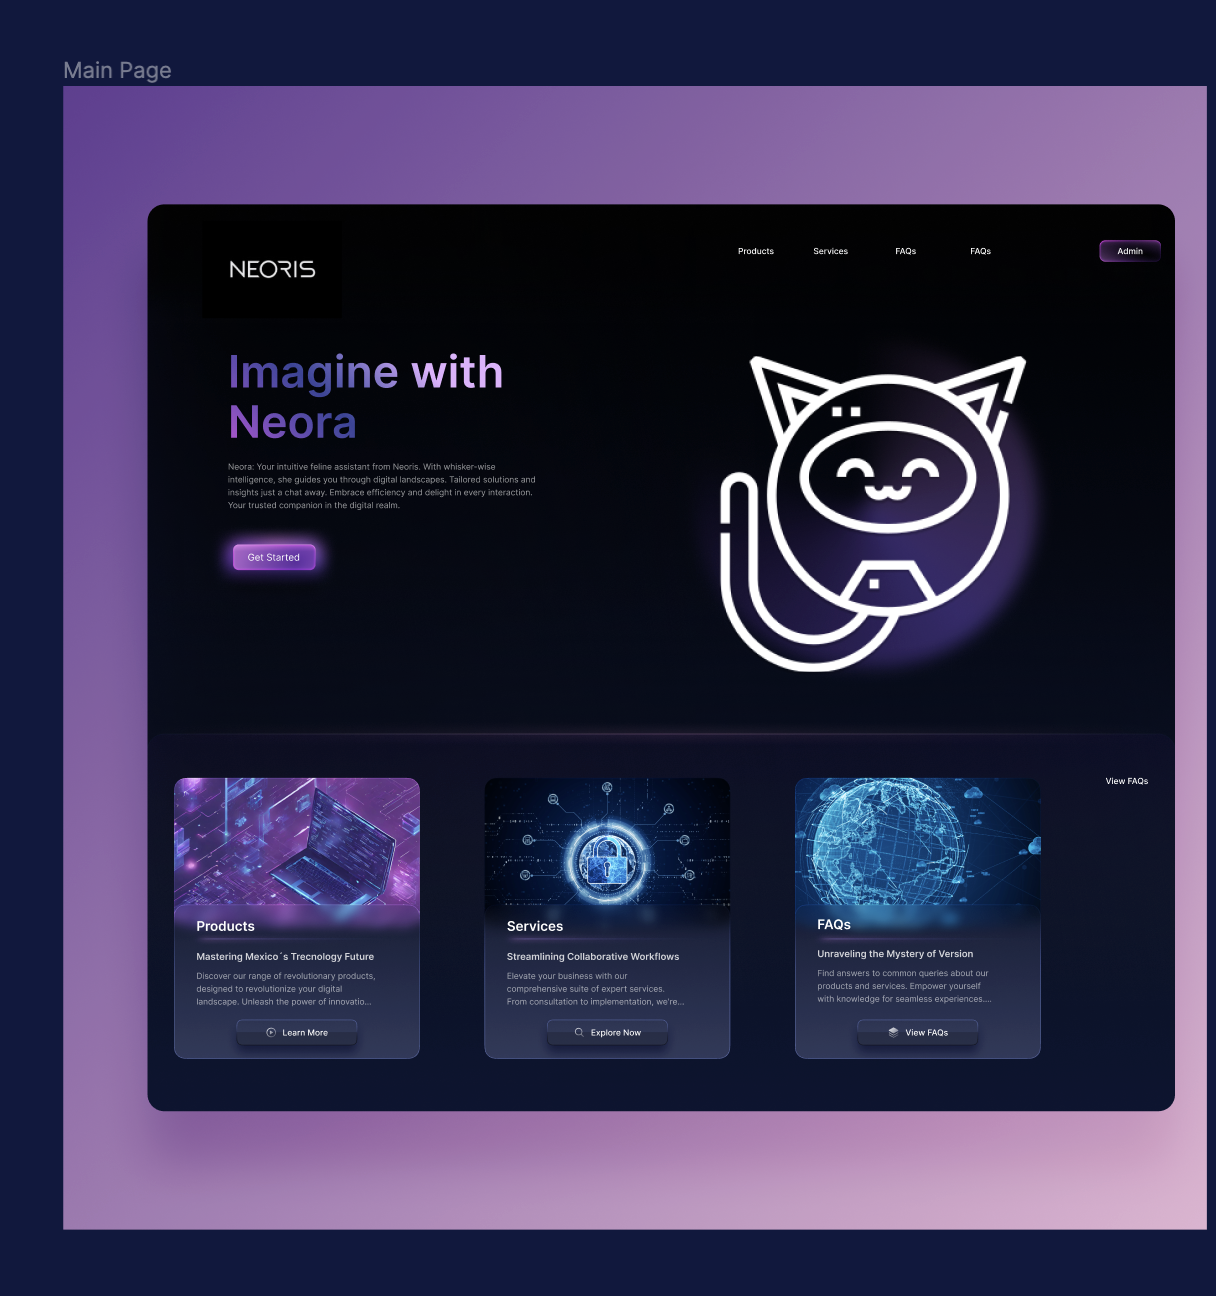 Main Page
NEORIS
Products
Services
FAQs
FAQs
Admin
Imagine with
Neora
Neora: Your intuitive feline assistant from Neoris. With whisker-wise
intelligence, she guides you through digital landscapes. Tailored solutions and
insights just a chat away. Embrace efficiency and delight in every interaction.
Your trusted companion in the digital realm.
Get Started
View FAQs
Products
Mastering Mexico´s Trecnology Future
Discover our range of revolutionary products,
designed to revolutionize your digital
landscape. Unleash the power of innovatio...
Learn More
Services
Streamlining Collaborative Workflows
Elevate your business with our
comprehensive suite of expert services.
From consultation to implementation, we're...
Explore Now
FAQs
Unraveling the Mystery of Version
Find answers to common queries about our
products and services. Empower yourself
with knowledge for seamless experiences....
View FAQs